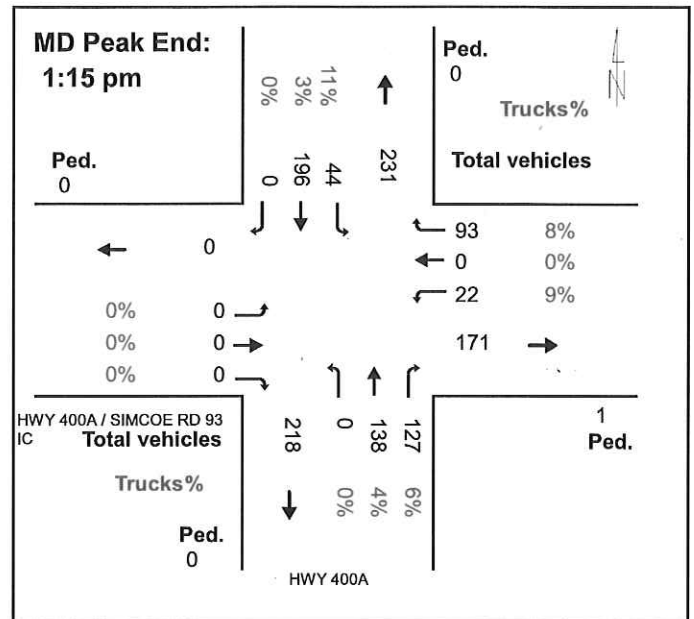 MD Peak End:
1:15 pm
0%
3%
11%
Ped.
0
N
Trucks%
Ped.
0
0
196
44
231
Total vehicles
0
93 8%
0 0%
22 9%
0% 0
0% 0
0% 0
171
HWY 400A / SIMCOE RD 93
IC Total vehicles
218
0
138
127
1
Ped.
Trucks%
0%
4%
6%
Ped.
0
HWY 400A